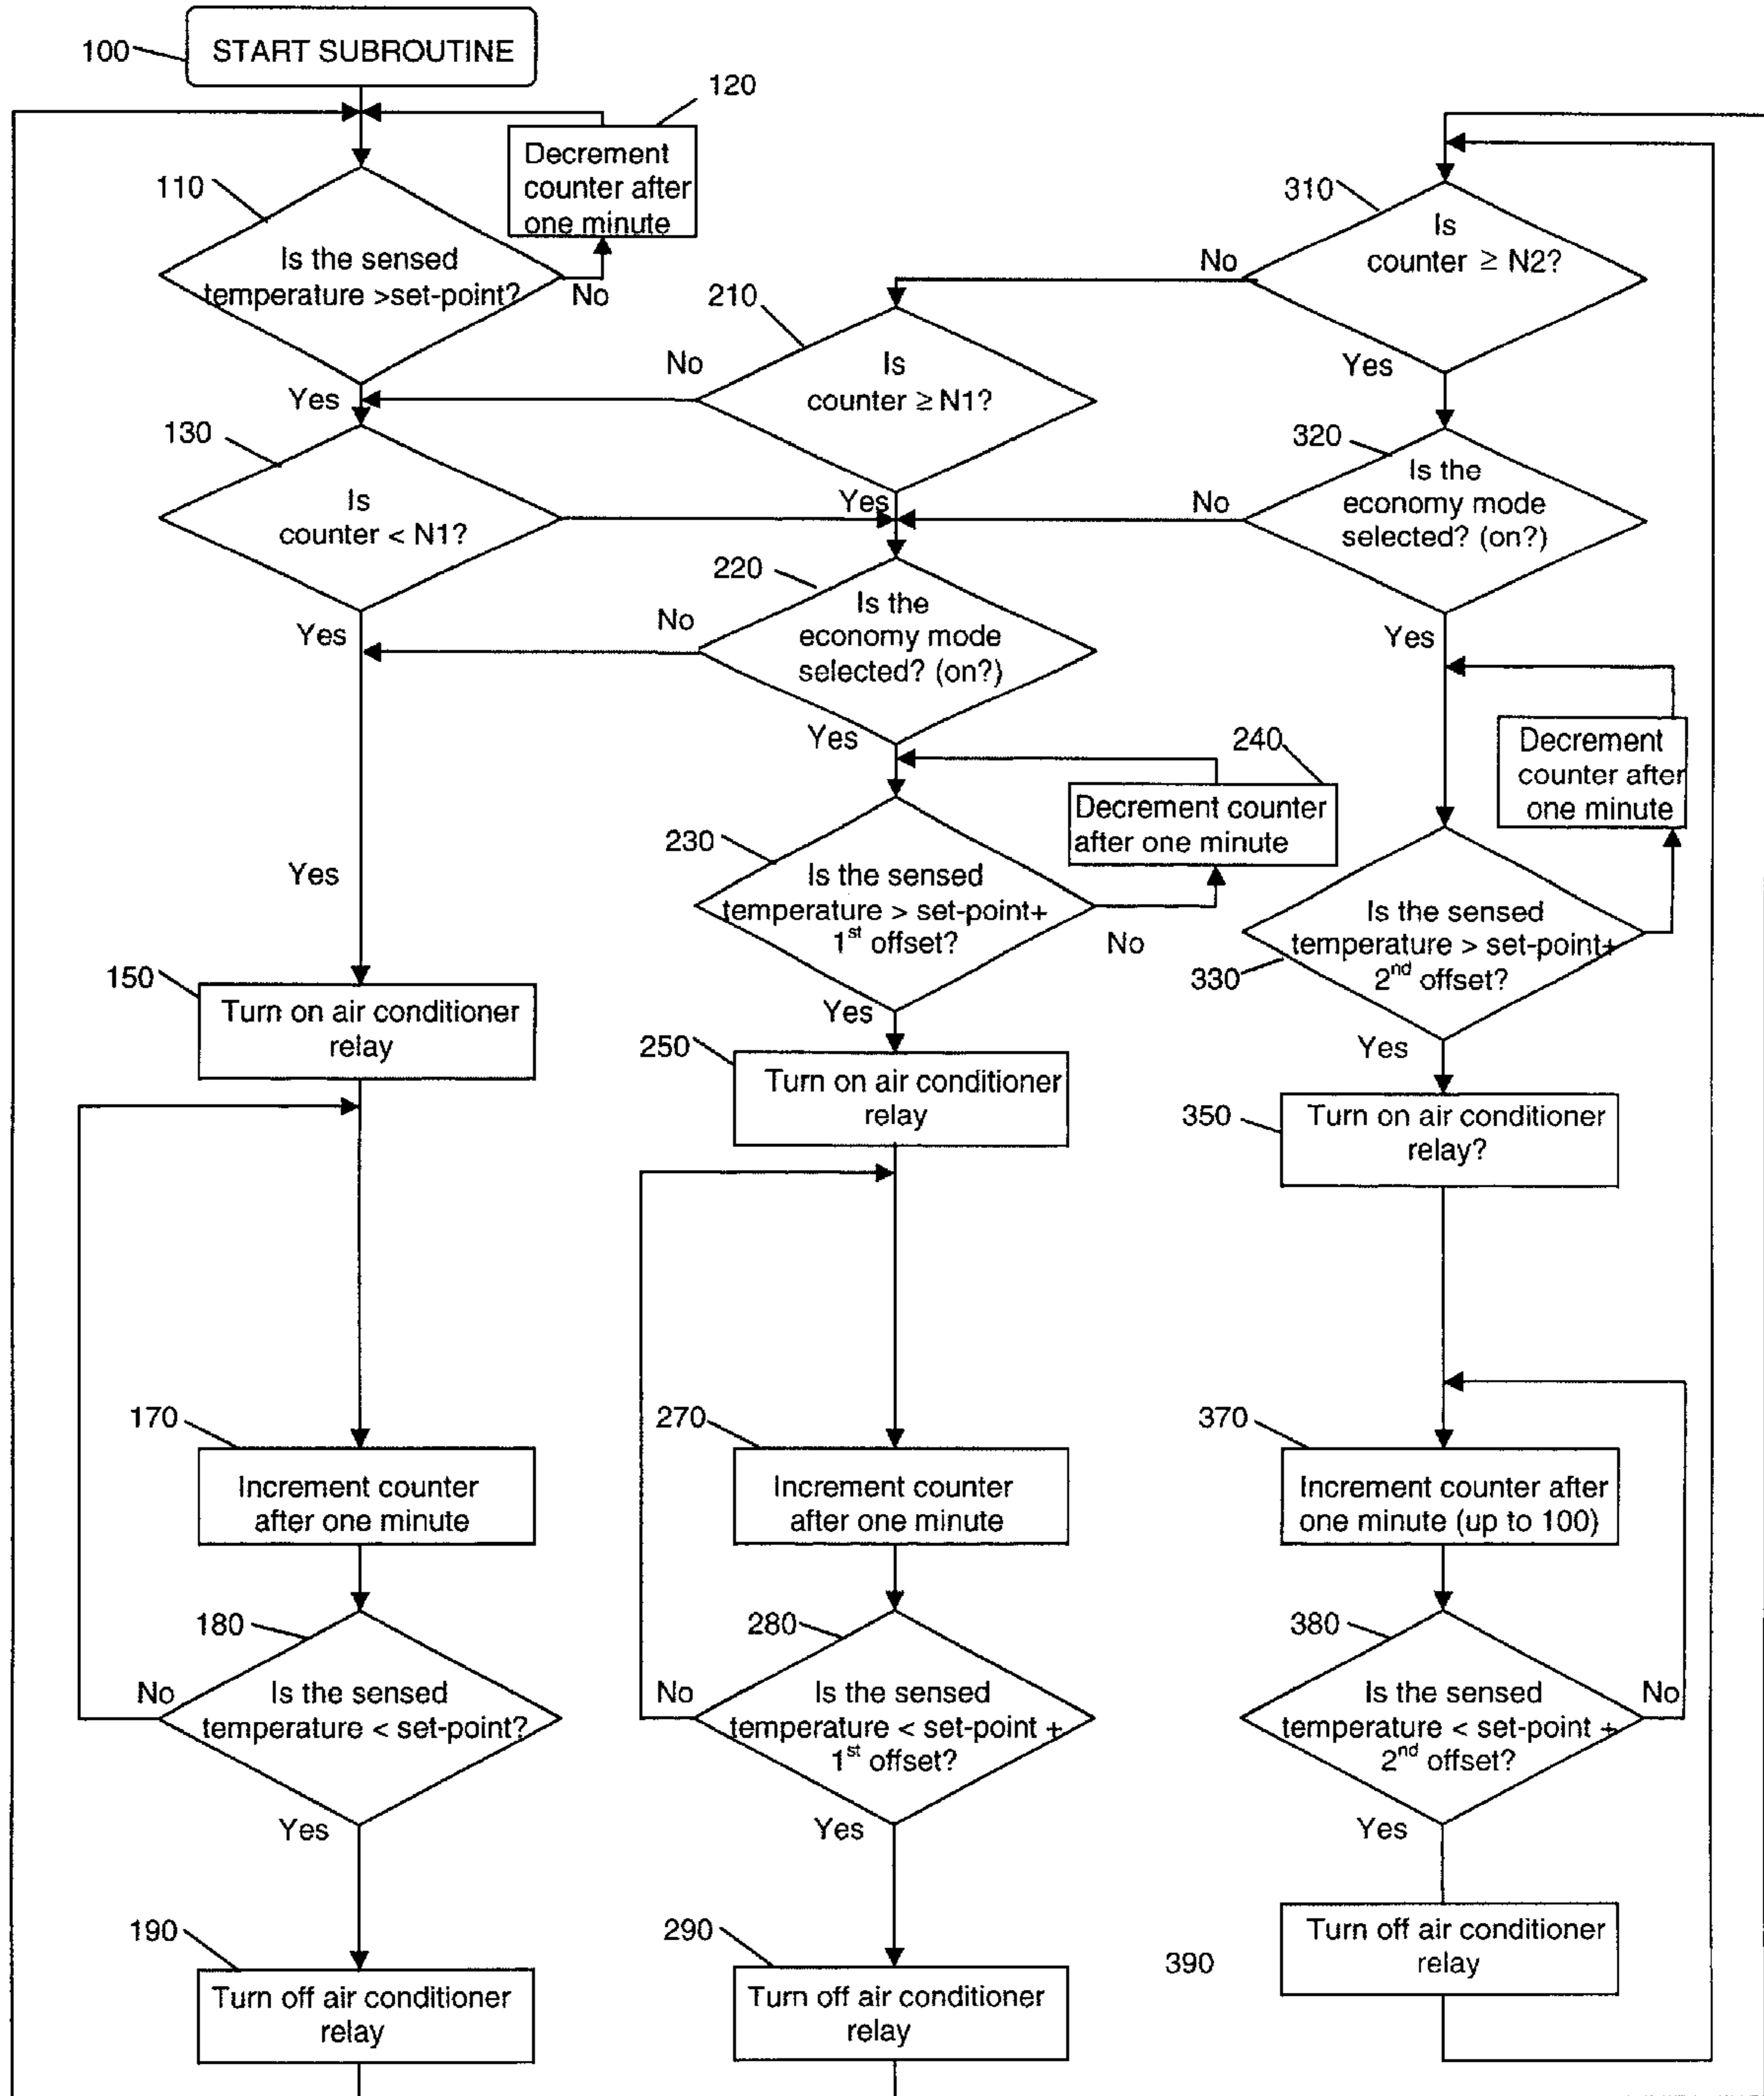 100
START SUBROUTINE
120
Decrement
counter after
one minute
110
Is the sensed
temperature >set-point?
No
Yes
130
Is
counter < N1?
Yes
Yes
150
Turn on air conditioner
relay
170
Increment counter
after one minute
180
Is the sensed
temperature < set-point?
No
Yes
190
Turn off air conditioner
relay
210
Is
counter ≥ N1?
No
Yes
220
Is the
economy mode
selected? (on?)
No
Yes
240
Decrement counter
after one minute
230
Is the sensed
temperature > set-point+
1st offset?
No
Yes
250
Turn on air conditioner
relay
270
Increment counter
after one minute
280
Is the sensed
temperature < set-point +
1st offset?
No
Yes
290
Turn off air conditioner
relay
310
Is
counter ≥ N2?
No
Yes
320
Is the
economy mode
selected? (on?)
No
Yes
Decrement
counter after
one minute
330
Is the sensed
temperature > set-point+
2nd offset?
Yes
350
Turn on air conditioner
relay?
370
Increment counter after
one minute (up to 100)
380
Is the sensed
temperature < set-point +
2nd offset?
No
Yes
390
Turn off air conditioner
relay